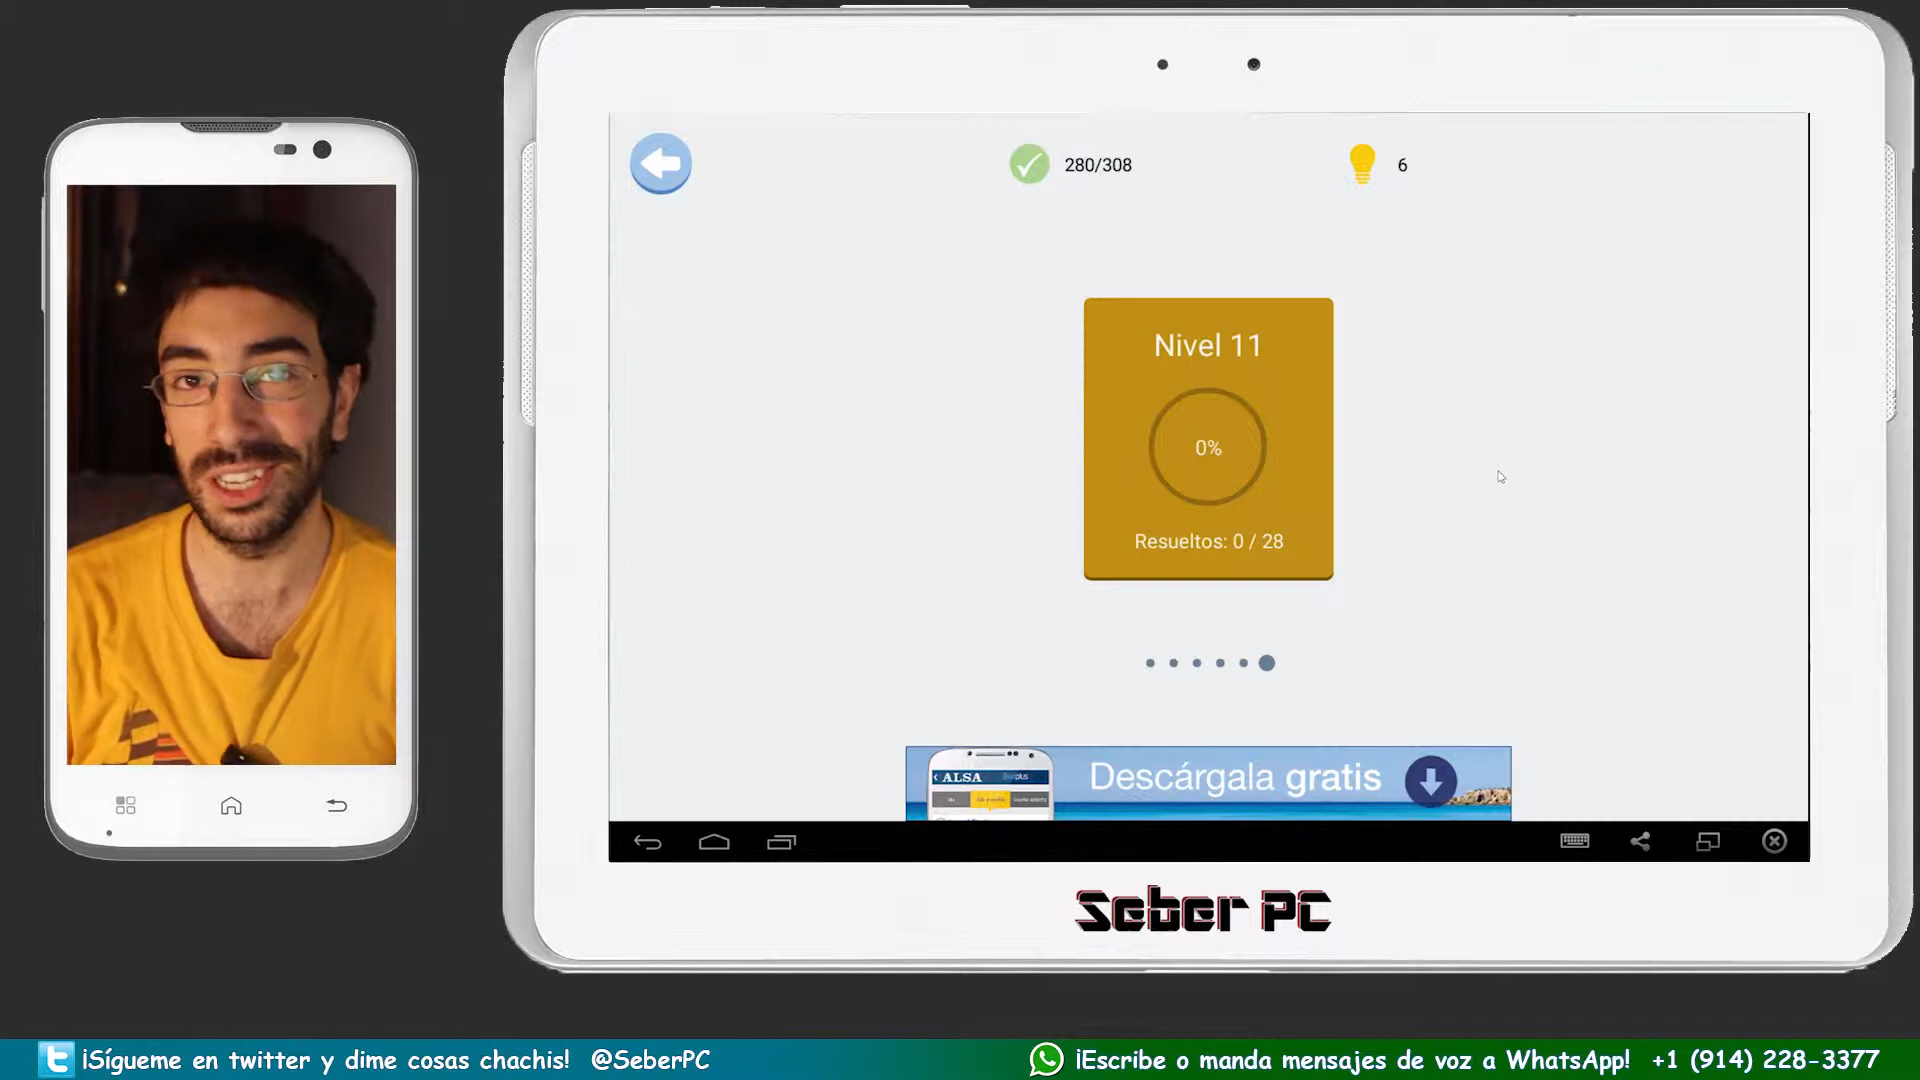 280/308
6
Nivel 11
0%
Resueltos: 0 / 28
ALSA
Descárgala gratis
Seber PC
¡Sígueme en twitter y dime cosas chachis! @SeberPC
¡Escribe o manda mensajes de voz a WhatsApp! +1 (914) 228-3377